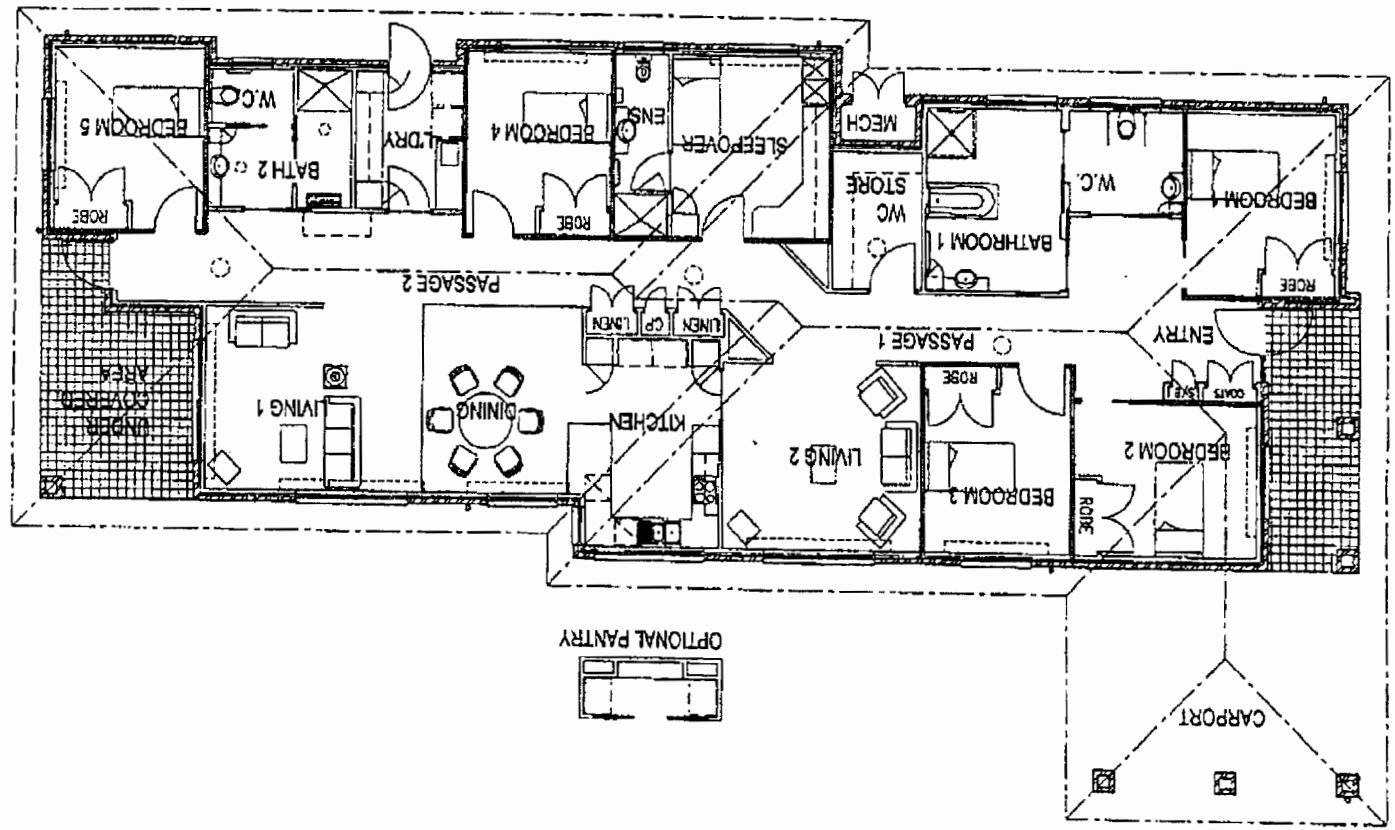 CARPORT
OPTIONAL PANTRY
ROBE
BEDROOM 2
BEDROOM 3
LIVING 2
KITCHEN
DINING
LIVING 1
UNDER
COVERED
AREA
COATS
ROBE
ENTRY
PASSAGE 1
LINEN
CP
LINEN
PASSAGE 2
ROBE
BEDROOM 1
W.C.
BATHROOM 1
WC
STORE
MECH
SLEEPOVER
ENS
ROBE
BEDROOM 4
L'DRY
BATH 2
W.C.
ROBE
BEDROOM 5